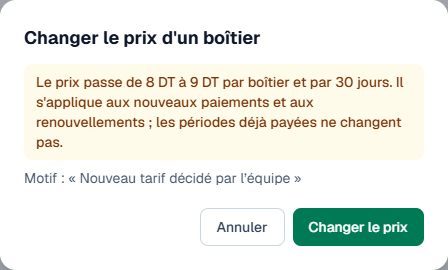 Changer le prix d'un boîtier
Le prix passe de 8 DT à 9 DT par boîtier et par 30 jours. Il
s'applique aux nouveaux paiements et aux
renouvellements ; les périodes déjà payées ne changent
pas.
Motif : « Nouveau tarif décidé par l'équipe »
Annuler
Changer le prix